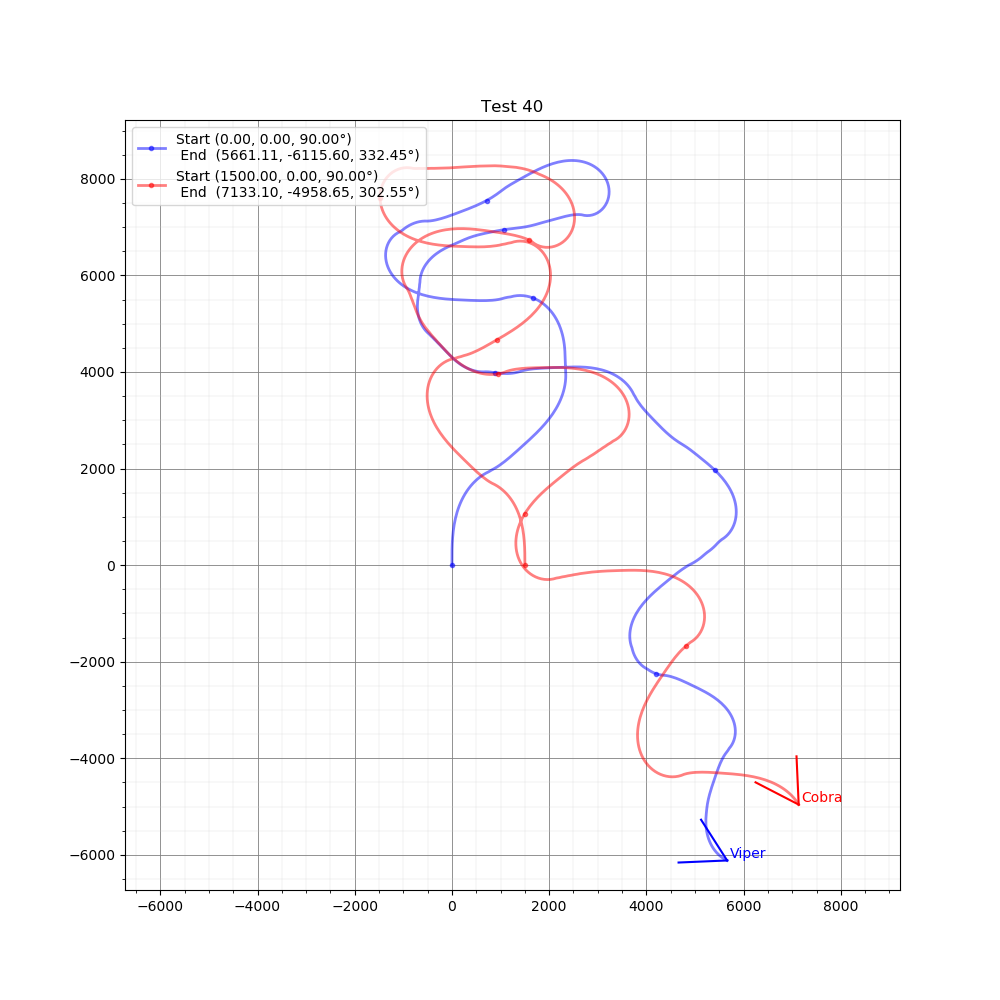 Test 40
Start (0.00, 0.00, 90.00°)
End (5661.11, -6115.60, 332.45°)
Start (1500.00, 0.00, 90.00°)
End (7133.10, -4958.65, 302.55°)
8000
6000
4000
2000
0
−2000
−4000
−6000
Cobra
Viper
−6000 −4000 −2000 0 2000 4000 6000 8000